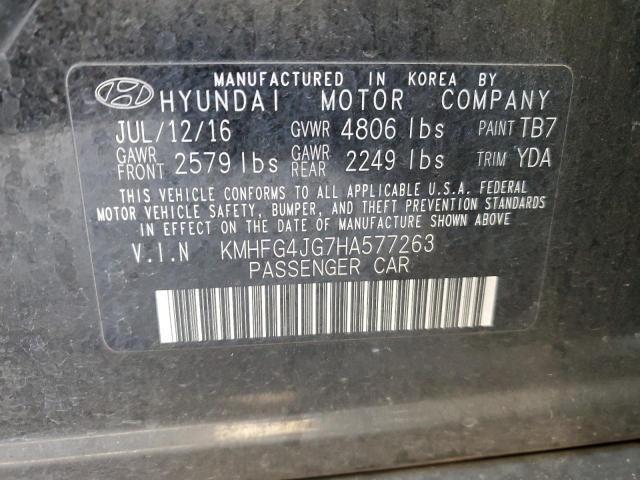 MANUFACTURED IN KOREA BY
HYUNDAI MOTOR COMPANY
JUL/12/16 GVWR 4806 lbs PAINT TB7
GAWR FRONT 2579 lbs GAWR REAR 2249 lbs TRIM YDA
THIS VEHICLE CONFORMS TO ALL APPLICABLE U.S.A. FEDERAL
MOTOR VEHICLE SAFETY, BUMPER, AND THEFT PREVENTION STANDARDS
IN EFFECT ON THE DATE OF MANUFACTURE SHOWN ABOVE
V.I.N KMHFG4JG7HA577263
PASSENGER CAR